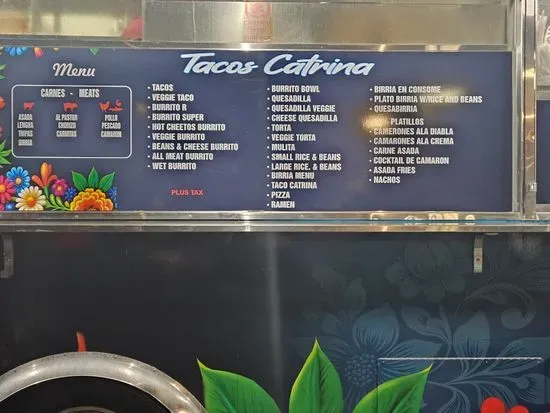 Tacos Catrina
Menu
CARNES - MEATS
ASADA
LENGUA
TRIPAS
BIRRIA
AL PASTOR
CHORIZO
CARNITAS
POLLO
PESCADO
CAMARON
• TACOS
• VEGGIE TACO
• BURRITO R
• BURRITO SUPER
• HOT CHEETOS BURRITO
• VEGGIE BURRITO
• BEANS & CHEESE BURRITO
• ALL MEAT BURRITO
• WET BURRITO
PLUS TAX
• BURRITO BOWL
• QUESADILLA
• QUESADILLA VEGGIE
• CHEESE QUESADILLA
• TORTA
• VEGGIE TORTA
• MULITA
• SMALL RICE & BEANS
• LARGE RICE. & BEANS
• BIRRIA MENU
• TACO CATRINA
• PIZZA
• RAMEN
• BIRRIA EN CONSOME
• PLATO BIRRIA W/RICE AND BEANS
• QUESABIRRIA
PLATILLOS
• CAMERONES ALA DIABLA
• CAMARONES ALA CREMA
• CARNE ASADA
• COCKTAIL DE CAMARON
• ASADA FRIES
• NACHOS